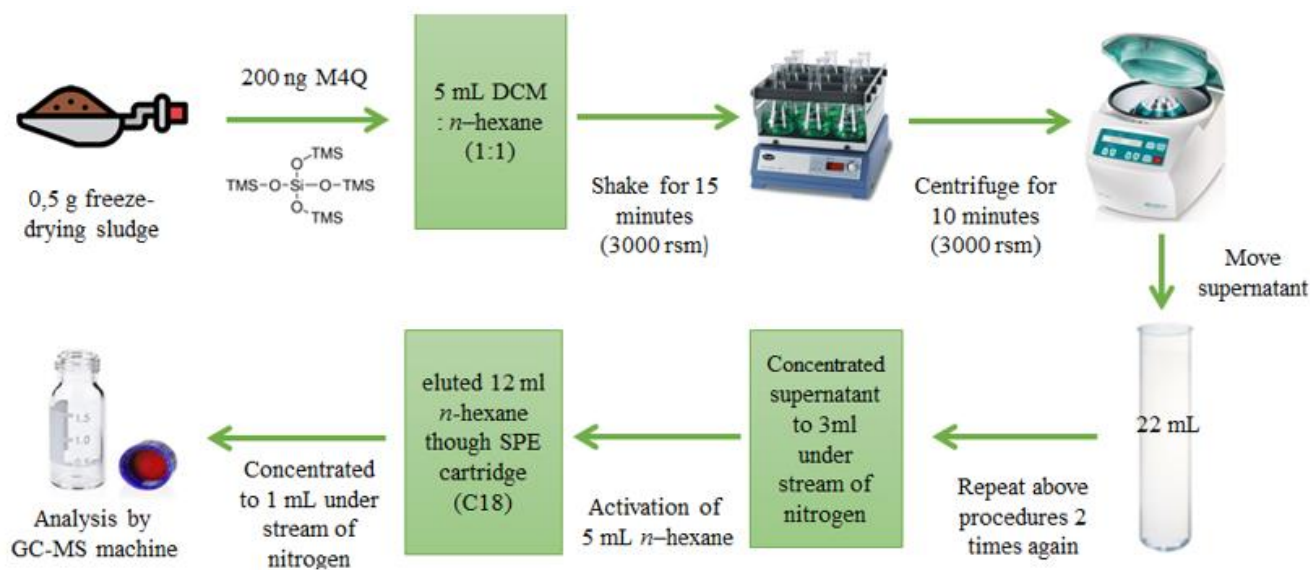 0,5 g freeze-
drying sludge
200 ng M4Q
O-TMS
TMS-O-Si-O-TMS
O-TMS
5 mL DCM
: n–hexane
(1:1)
Shake for 15
minutes
(3000 rsm)
Centrifuge for
10 minutes
(3000 rsm)
Move
supernatant
22 mL
Repeat above
procedures 2
times again
Concentrated
supernatant
to 3ml under
stream of
nitrogen
Activation of
5 mL n–hexane
eluted 12 ml
n-hexane
though SPE
cartridge
(C18)
Concentrated
to 1 mL under
stream of
nitrogen
1.5
1.0
0.5
Analysis by
GC-MS machine